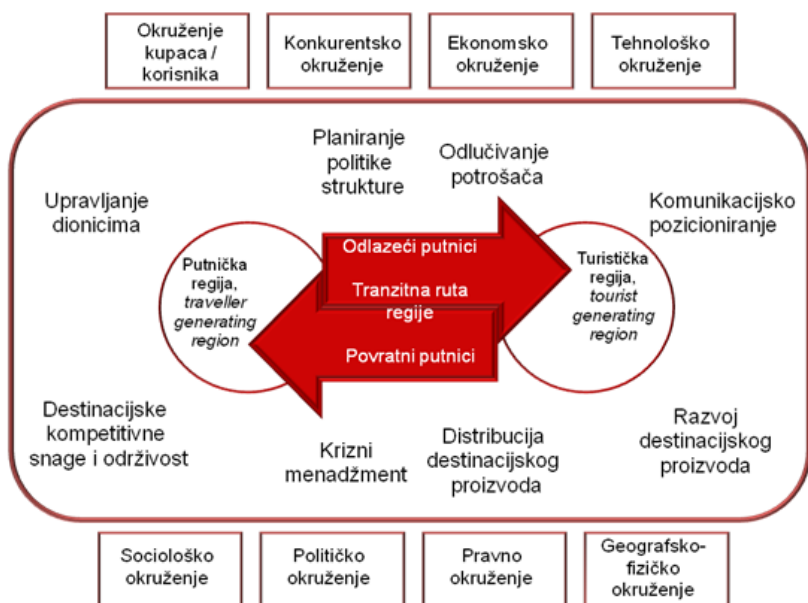 Okruženje
kupaca /
korisnika
Konkurentsko
okruženje
Ekonomsko
okruženje
Tehnološko
okruženje
Planiranje
politike
strukture
Odlučivanje
potrošača
Upravljanje
dionicima
Komunikacijsko
pozicioniranje
Odlazeći putnici
Tranzitna ruta
regije
Povratni putnici
Putnička
regija,
traveller
generating
region
Turistička
regija,
tourist
generating
region
Destinacijske
kompetitivne
snage i održivost
Krizni
menadžment
Distribucija
destinacijskog
proizvoda
Razvoj
destinacijskog
proizvoda
Sociološko
okruženje
Političko
okruženje
Pravno
okruženje
Geografsko-
fizičko
okruženje